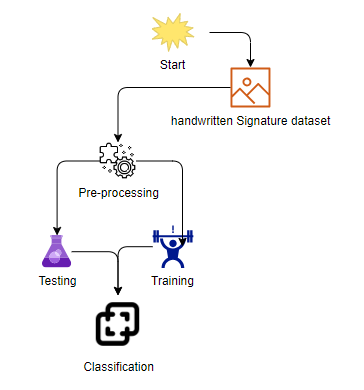 Start
handwritten Signature dataset
Pre-processing
Testing
Training
Classification